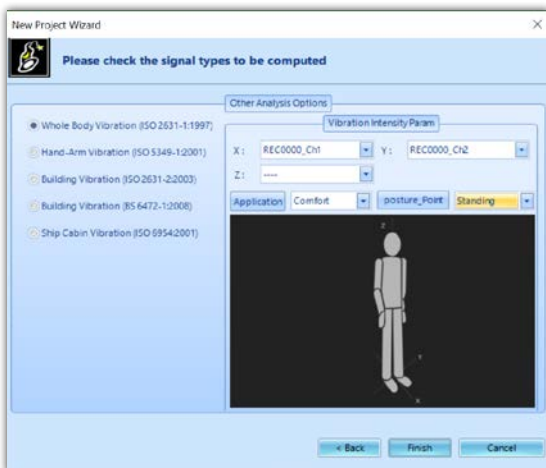 New Project Wizard
Please check the signal types to be computed
Whole Body Vibration (ISO 2631-1:1997)
Hand-Arm Vibration (ISO 5349-1:2001)
Building Vibration (ISO 2631-2:2003)
Building Vibration (BS 6472-1:2008)
Ship Cabin Vibration (ISO 6954:2001)
Other Analysis Options
Vibration Intensity Param
X: REC0000_Ch1 Y: REC0000_Ch2
Z: ----
Application Comfort posture_Point Standing
Z
Y
X
< Back Finish Cancel